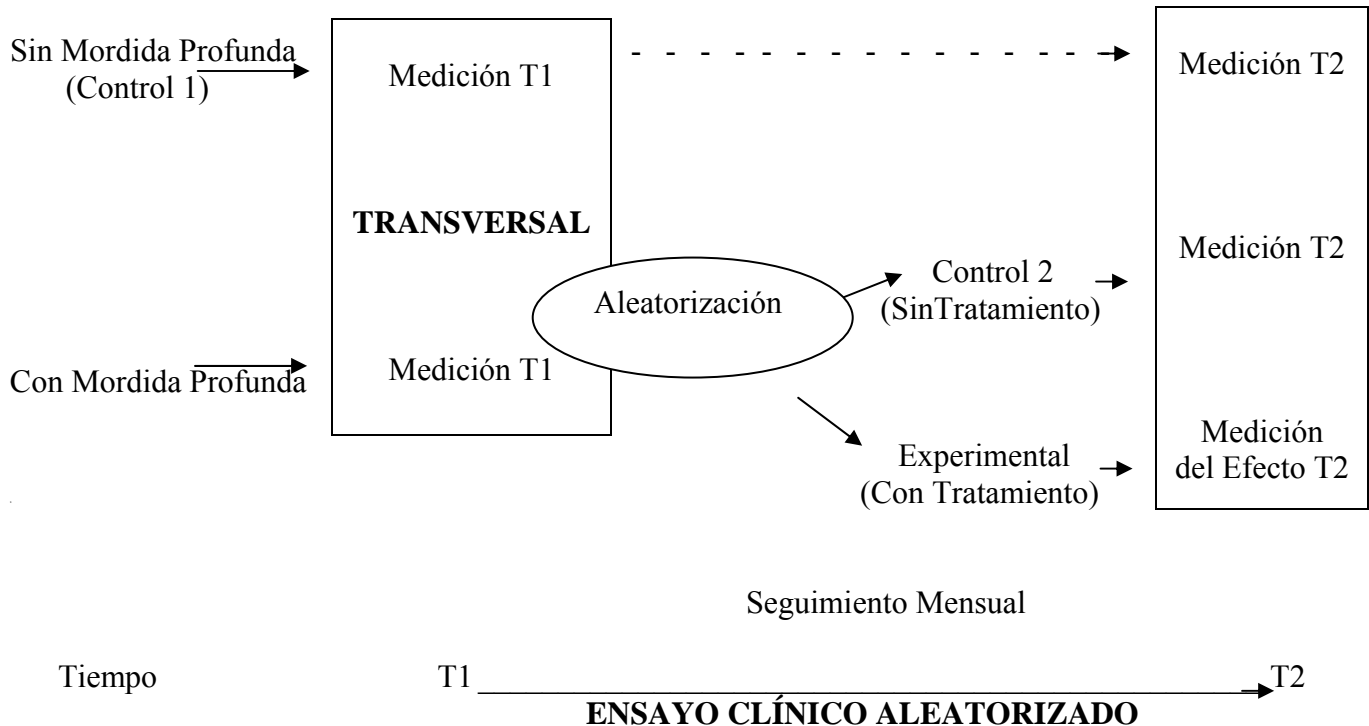 Sin Mordida Profunda
(Control 1)
Medición T1
Medición T2
TRANSVERSAL
Medición T2
Aleatorización
Control 2
(SinTratamiento)
Con Mordida Profunda
Medición T1
Experimental
(Con Tratamiento)
Medición
del Efecto T2
Seguimiento Mensual
Tiempo
T1
T2
ENSAYO CLÍNICO ALEATORIZADO